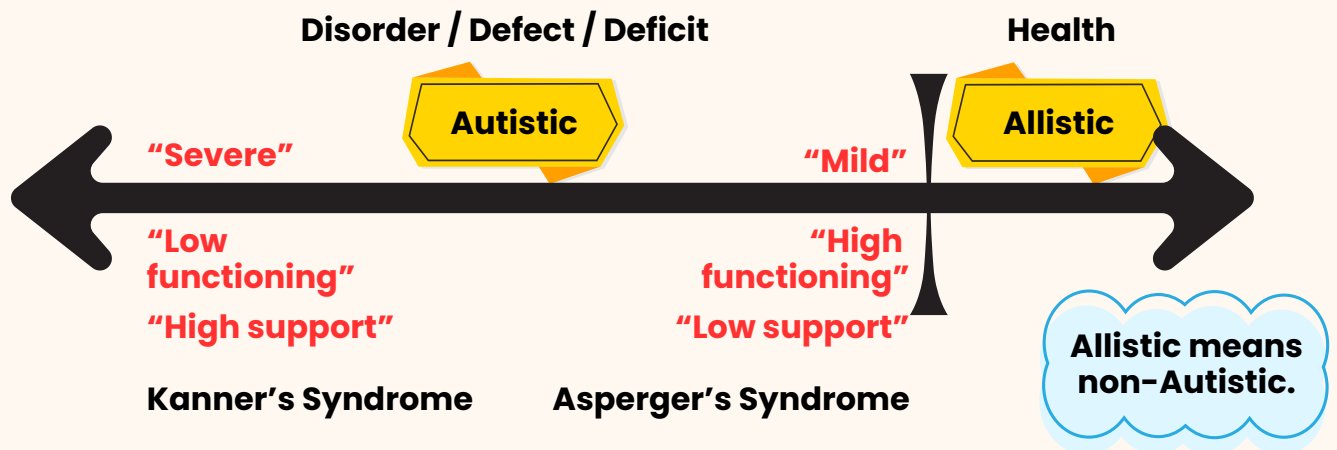 Disorder / Defect / Deficit
Health
Autistic
Allistic
“Severe”
“Mild”
“Low
functioning”
“High
functioning”
“High support”
“Low support”
Allistic means
non-Autistic.
Kanner’s Syndrome
Asperger’s Syndrome